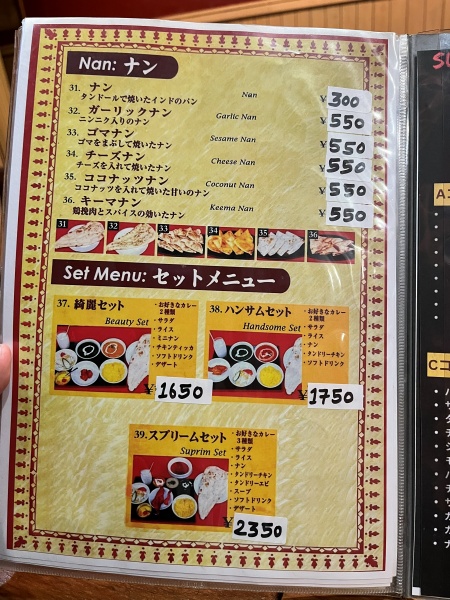 Nan: ナン
31. ナン Nan ¥300
タンドールで焼いたインドのパン
32. ガーリックナン Garlic Nan ¥550
ニンニク入りのナン
33. ゴマナン Sesame Nan ¥550
ゴマをまぶして焼いたナン
34. チーズナン Cheese Nan ¥550
チーズを入れて焼いたナン
35. ココナッツナン Coconut Nan ¥550
ココナッツを入れて焼いた甘いのナン
36. キーマナン Keema Nan ¥550
鶏挽肉とスパイスの効いたナン
31 32 33 34 35 36
Set Menu: セットメニュー
37. 綺麗セット
Beauty Set
・お好きなカレー
2種類
・サラダ
・ライス
・ミニナン
・チキンティッカ
・ソフトドリンク
・デザート
¥1650
38. ハンサムセット
Handsome Set
・お好きなカレー
2種類
・サラダ
・ライス
・ナン
・タンドリーチキン
・ソフトドリンク
¥1750
39. スプリームセット
Suprim Set
・お好きなカレー
3種類
・サラダ
・ライス
・ナン
・タンドリーチキン
・タンドリーエビ
・スープ
・ソフトドリンク
・デザート
¥2350